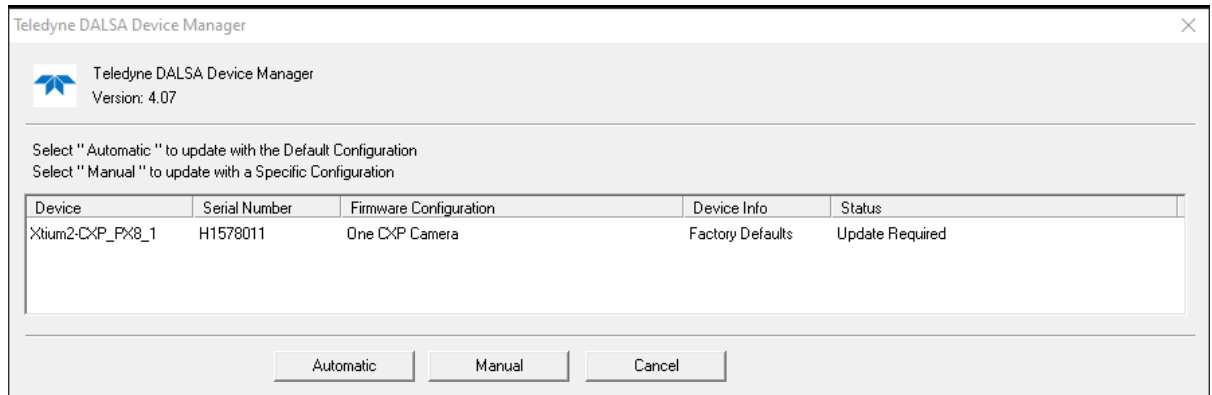 Teledyne DALSA Device Manager
Teledyne DALSA Device Manager
Version: 4.07
Select " Automatic " to update with the Default Configuration
Select " Manual " to update with a Specific Configuration
Device Serial Number Firmware Configuration Device Info Status
Xtium2-CXP_PX8_1 H1578011 One CXP Camera Factory Defaults Update Required
Automatic Manual Cancel